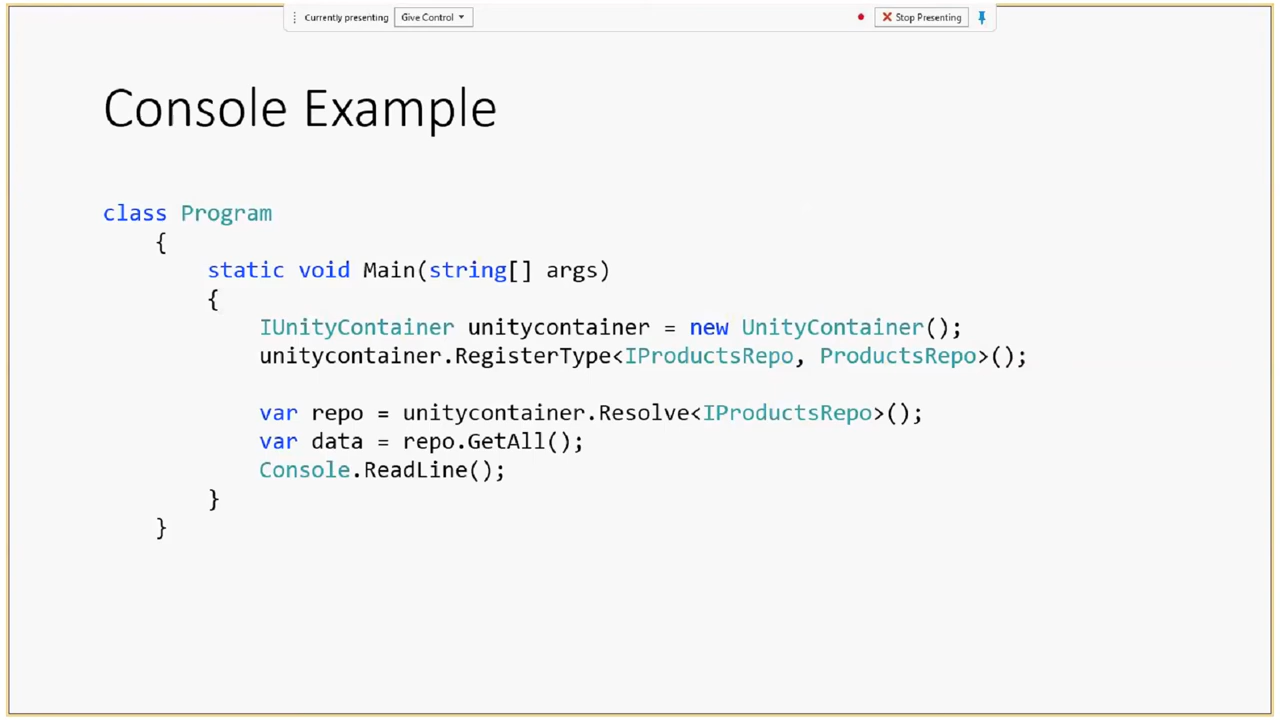 Currently presenting Give Control Stop Presenting
Console Example
class Program
{
static void Main(string[] args)
{
IUnityContainer unitycontainer = new UnityContainer();
unitycontainer.RegisterType<IProductsRepo, ProductsRepo>();
var repo = unitycontainer.Resolve<IProductsRepo>();
var data = repo.GetAll();
Console.ReadLine();
}
}